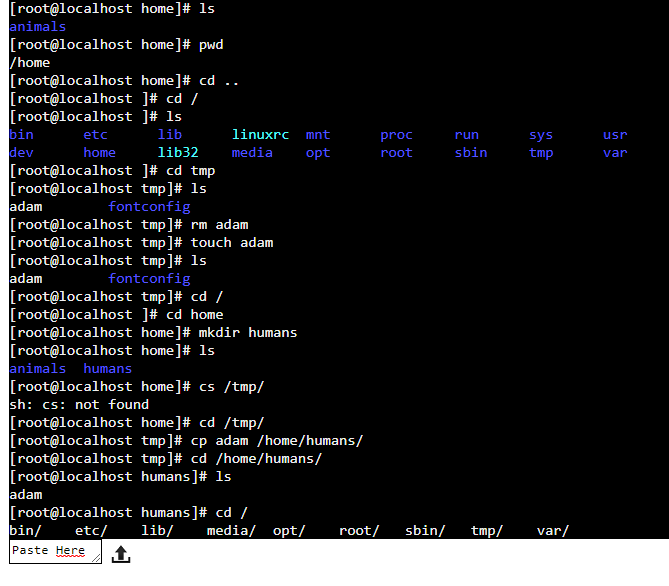 [root@localhost home]# ls
animals
[root@localhost home]# pwd
/home
[root@localhost home]# cd ..
[root@localhost ]# cd /
[root@localhost ]# ls
bin      etc      lib      linuxrc  mnt      proc     run      sys      usr
dev      home     lib32    media    opt      root     sbin     tmp      var
[root@localhost ]# cd tmp
[root@localhost tmp]# ls
adam        fontconfig
[root@localhost tmp]# rm adam
[root@localhost tmp]# touch adam
[root@localhost tmp]# ls
adam        fontconfig
[root@localhost tmp]# cd /
[root@localhost ]# cd home
[root@localhost home]# mkdir humans
[root@localhost home]# ls
animals  humans
[root@localhost home]# cs /tmp/
sh: cs: not found
[root@localhost home]# cd /tmp/
[root@localhost tmp]# cp adam /home/humans/
[root@localhost tmp]# cd /home/humans/
[root@localhost humans]# ls
adam
[root@localhost humans]# cd /
bin/    etc/    lib/    media/  opt/    root/   sbin/   tmp/    var/
Paste Here